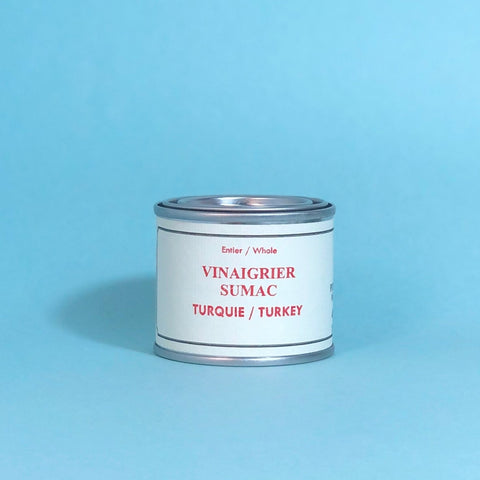 Entier / Whole
VINAIGRIER
SUMAC
TURQUIE / TURKEY